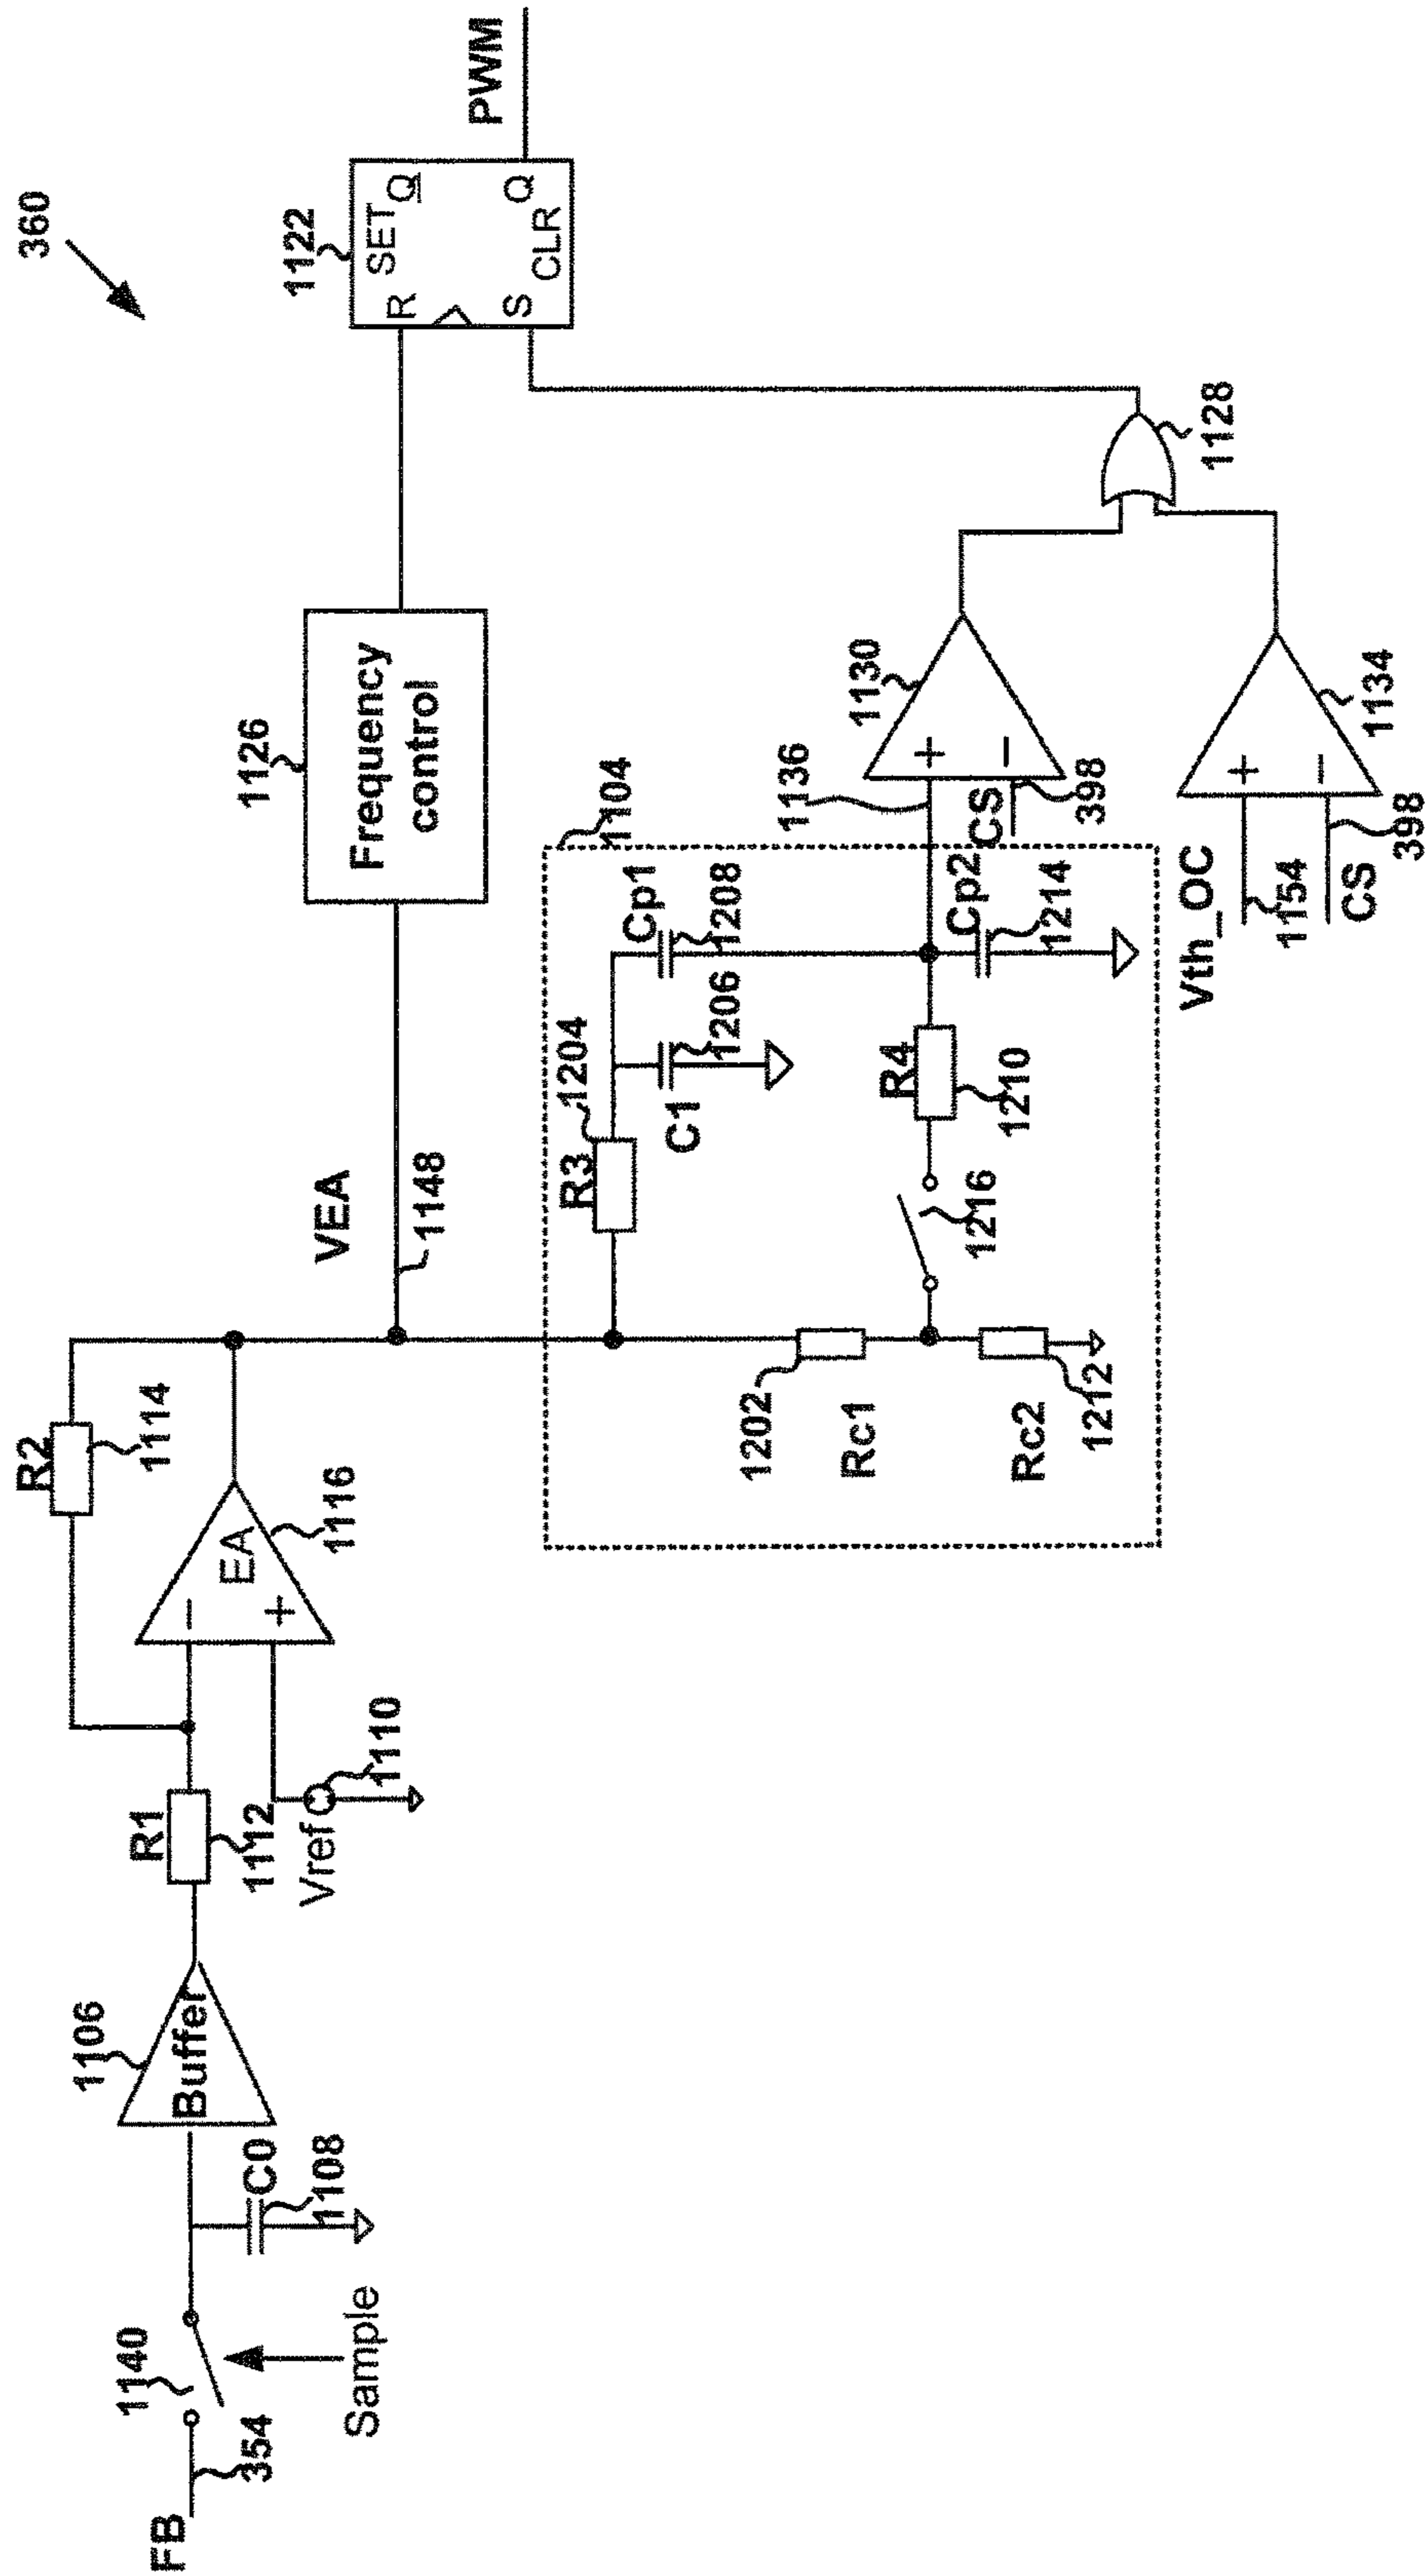 360
FB
354
1140
Sample
C0
1108
1106
Buffer
R1
1112
Vref
1110
R2
1114
EA
−
+
1116
VEA
1148
1126
Frequency
control
1122
R
SET
Q
S
CLR
Q
PWM
1104
R3
1204
C1
1206
Cp1
1208
1202
Rc1
Rc2
1212
1216
R4
1210
Cp2
1214
1136
1130
+
−
CS
398
Vth_OC
1154
CS
398
+
−
1134
1128